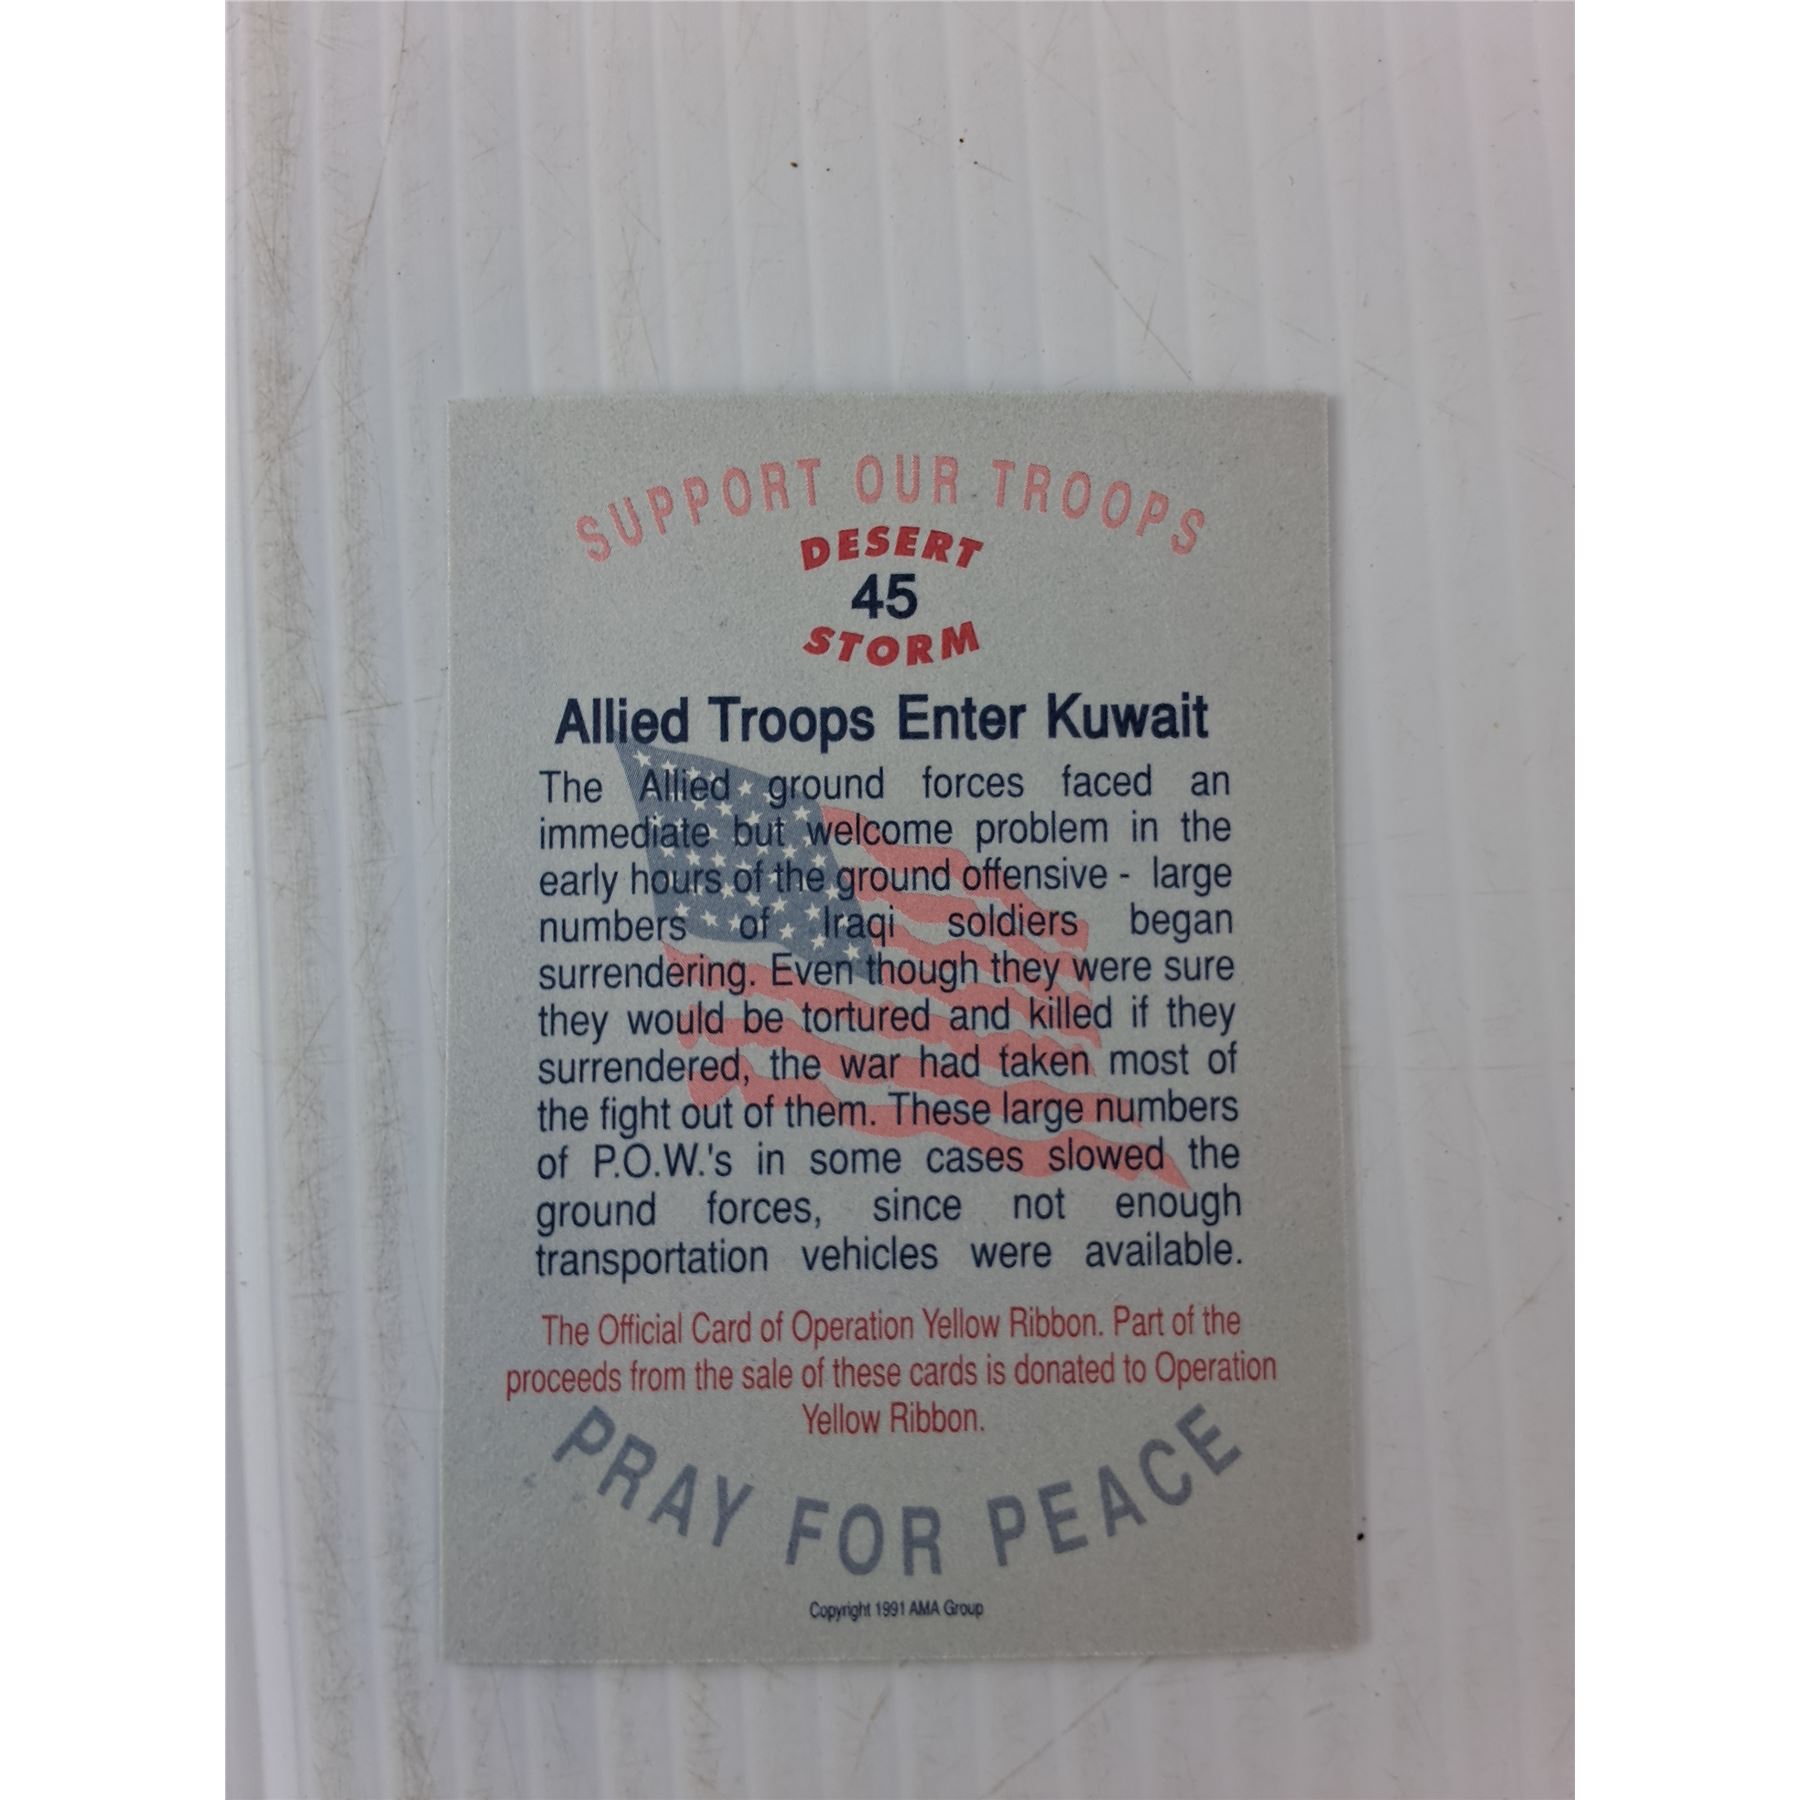 SUPPORT OUR TROOPS
DESERT
45
STORM
Allied Troops Enter Kuwait
The Allied ground forces faced an
immediate but welcome problem in the
early hours of the ground offensive - large
numbers of Iraqi soldiers began
surrendering. Even though they were sure
they would be tortured and killed if they
surrendered, the war had taken most of
the fight out of them. These large numbers
of P.O.W.'s in some cases slowed the
ground forces, since not enough
transportation vehicles were available.
The Official Card of Operation Yellow Ribbon. Part of the
proceeds from the sale of these cards is donated to Operation
Yellow Ribbon.
PRAY FOR PEACE
Copyright 1991 AMA Group